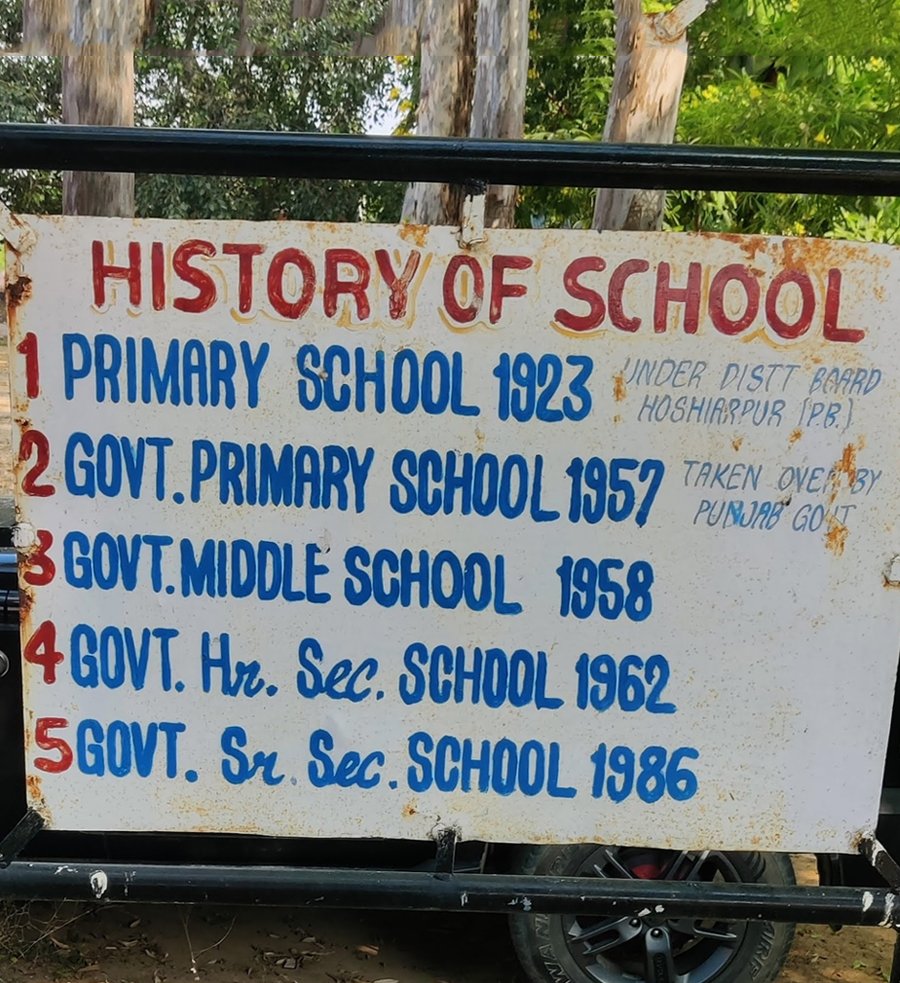 HISTORY OF SCHOOL
1 PRIMARY SCHOOL 1923 UNDER DISTT BOARD
HOSHIARPUR (P.B.)
2 GOVT. PRIMARY SCHOOL 1957 TAKEN OVER BY
PUNJAB GOVT
3 GOVT. MIDDLE SCHOOL 1958
4 GOVT. Hr. Sec. SCHOOL 1962
5 GOVT. Sr. Sec. SCHOOL 1986